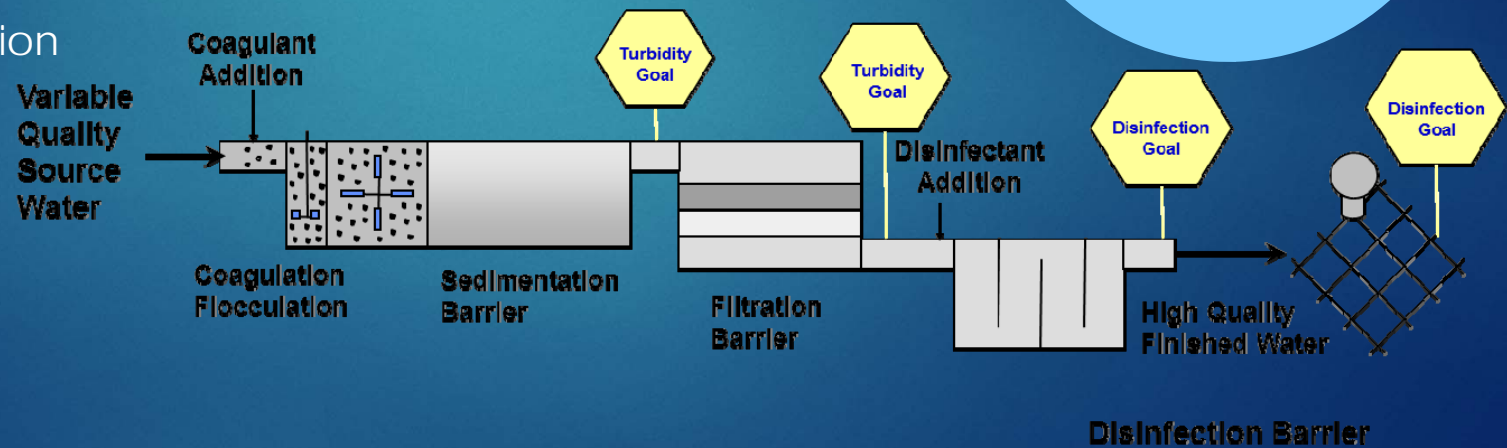 ion
Coagulant
Addition
Variable
Quality
Source
Water
Turbidity
Goal
Turbidity
Goal
Disinfectant
Addition
Disinfection
Goal
Disinfection
Goal
Coagulation
Flocculation
Sedimentation
Barrier
Filtration
Barrier
High Quality
Finished Water
Disinfection Barrier